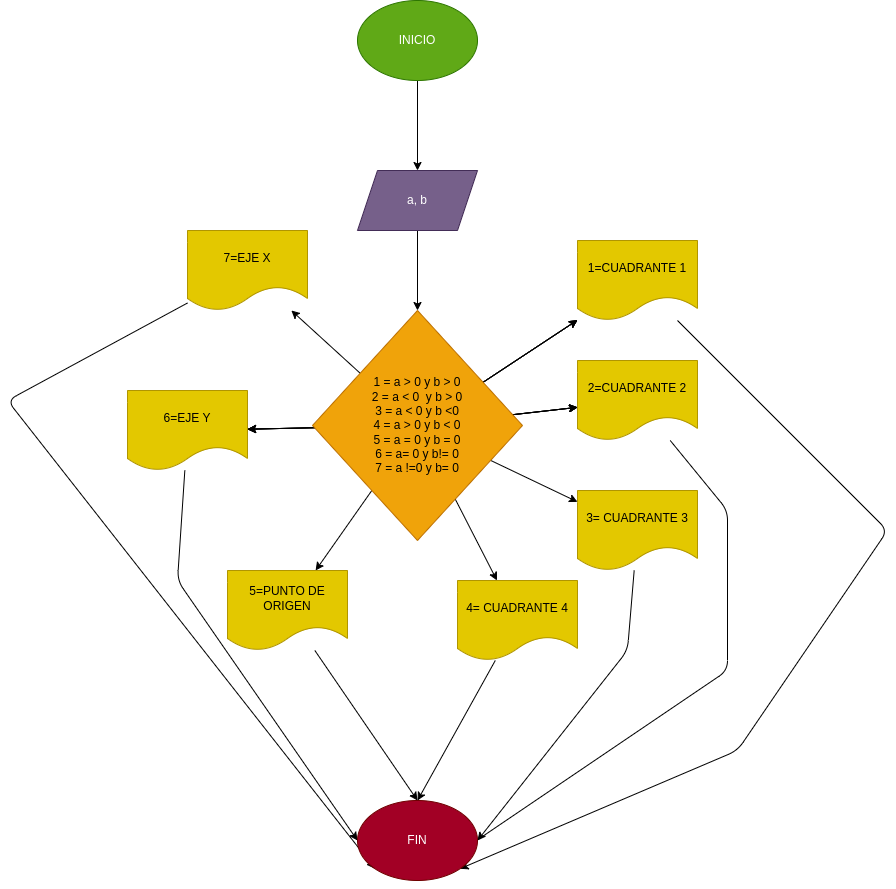 INICIO
a, b
7=EJE X
1=CUADRANTE 1
1 = a > 0 y b > 0
2 = a < 0  y b > 0
3 = a < 0 y b <0
4 = a > 0 y b < 0
5 = a = 0 y b = 0
6 = a= 0 y b!= 0
7 = a !=0 y b= 0
2=CUADRANTE 2
6=EJE Y
3= CUADRANTE 3
5=PUNTO DE
ORIGEN
4= CUADRANTE 4
FIN